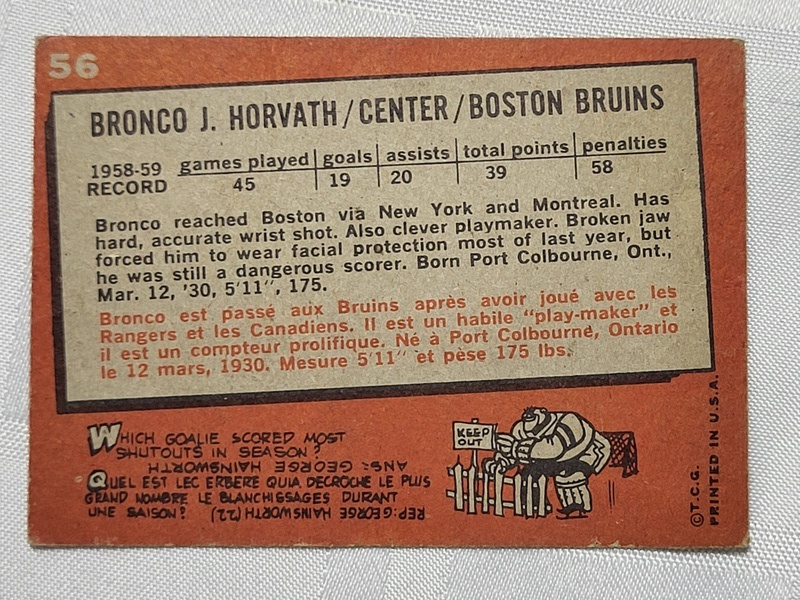 56
BRONCO J. HORVATH/CENTER/BOSTON BRUINS
1958-59 games played goals assists total points penalties
RECORD 45 19 20 39 58
Bronco reached Boston via New York and Montreal. Has
hard, accurate wrist shot. Also clever playmaker. Broken jaw
forced him to wear facial protection most of last year, but
he was still a dangerous scorer. Born Port Colbourne, Ont.,
Mar. 12, '30, 5'11", 175.
Bronco est passé aux Bruins après avoir joué avec les
Rangers et les Canadiens. Il est un habile "play-maker" et
il est un compteur prolifique. Né à Port Colbourne, Ontario
le 12 mars, 1930. Mesure 5'11" et pèse 175 lbs.
WHICH GOALIE SCORED MOST
SHUTOUTS IN SEASON?
ANS: GEORGE HAINSWORTH
QUEL EST LEC ERBERE QUIA DECROCHE LE PLUS
GRAND NOMBRE LE BLANCHISSAGES DURANT
UNE SAISON? REP: GEORGE HAINSWORTH (22)
KEEP
OUT
©T.C.G.
PRINTED IN U.S.A.